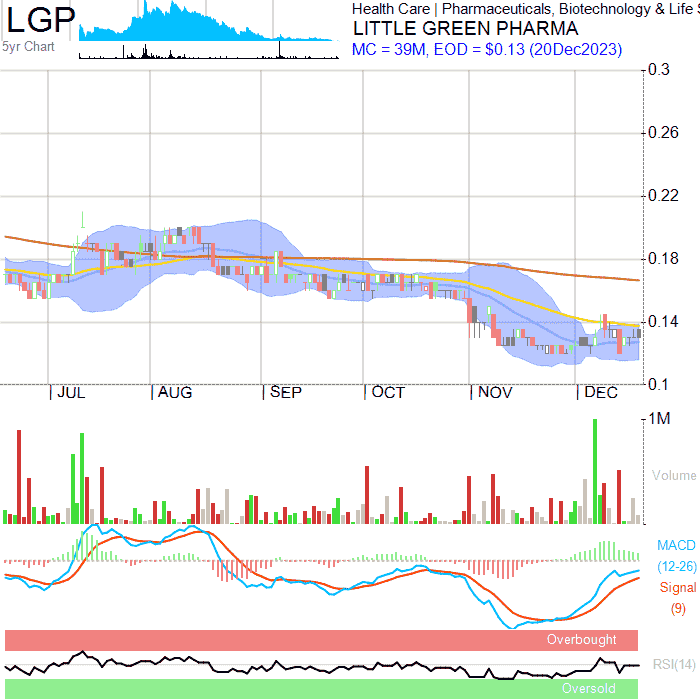 LGP
5yr Chart
Health Care | Pharmaceuticals, Biotechnology & Life S
LITTLE GREEN PHARMA
MC = 39M, EOD = $0.13 (20Dec2023)
0.3
0.26
0.22
0.18
0.14
0.1
JUL
AUG
SEP
OCT
NOV
DEC
1M
Volume
MACD
(12-26)
Signal
(9)
Overbought
RSI(14)
Oversold